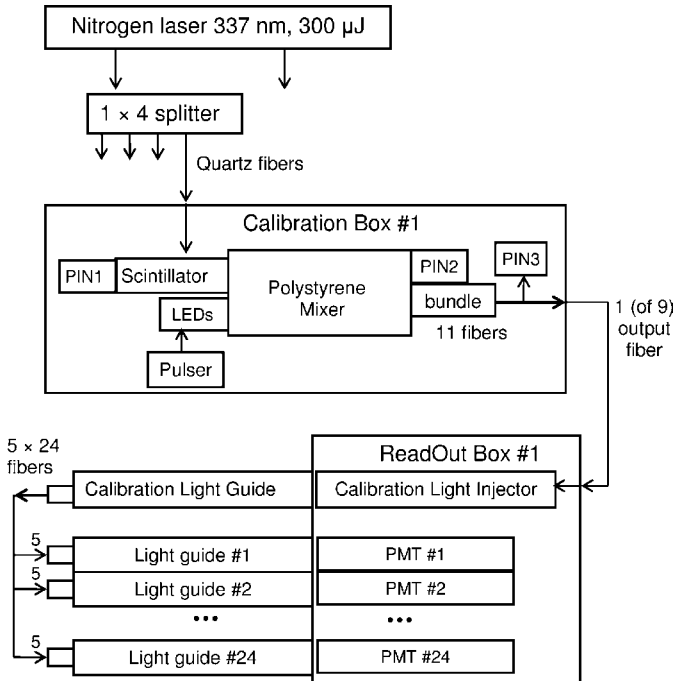 Nitrogen laser 337 nm, 300 µJ
1 × 4 splitter
Quartz fibers
Calibration Box #1
PIN1
Scintillator
Polystyrene
Mixer
PIN2
PIN3
LEDs
bundle
11 fibers
Pulser
1 (of 9)
output
fiber
5 × 24
fibers
ReadOut Box #1
Calibration Light Guide
Calibration Light Injector
5
Light guide #1
PMT #1
5
Light guide #2
PMT #2
•••
•••
5
Light guide #24
PMT #24